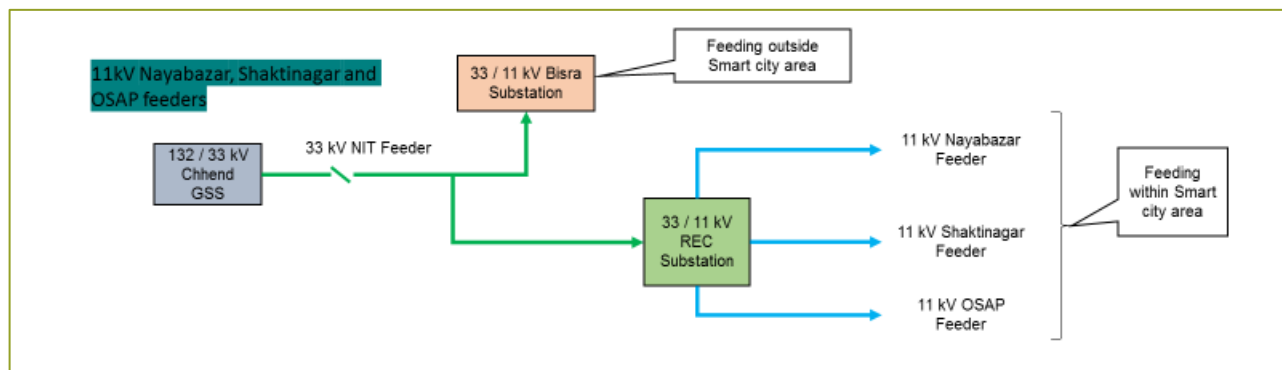 11kV Nayabazar, Shaktinagar and
OSAP feeders
33 / 11 kV Bisra
Substation
Feeding outside
Smart city area
132 / 33 kV
Chhend
GSS
33 kV NIT Feeder
11 kV Nayabazar
Feeder
33 / 11 kV
REC
Substation
11 kV Shaktinagar
Feeder
11 kV OSAP
Feeder
Feeding
within Smart
city area